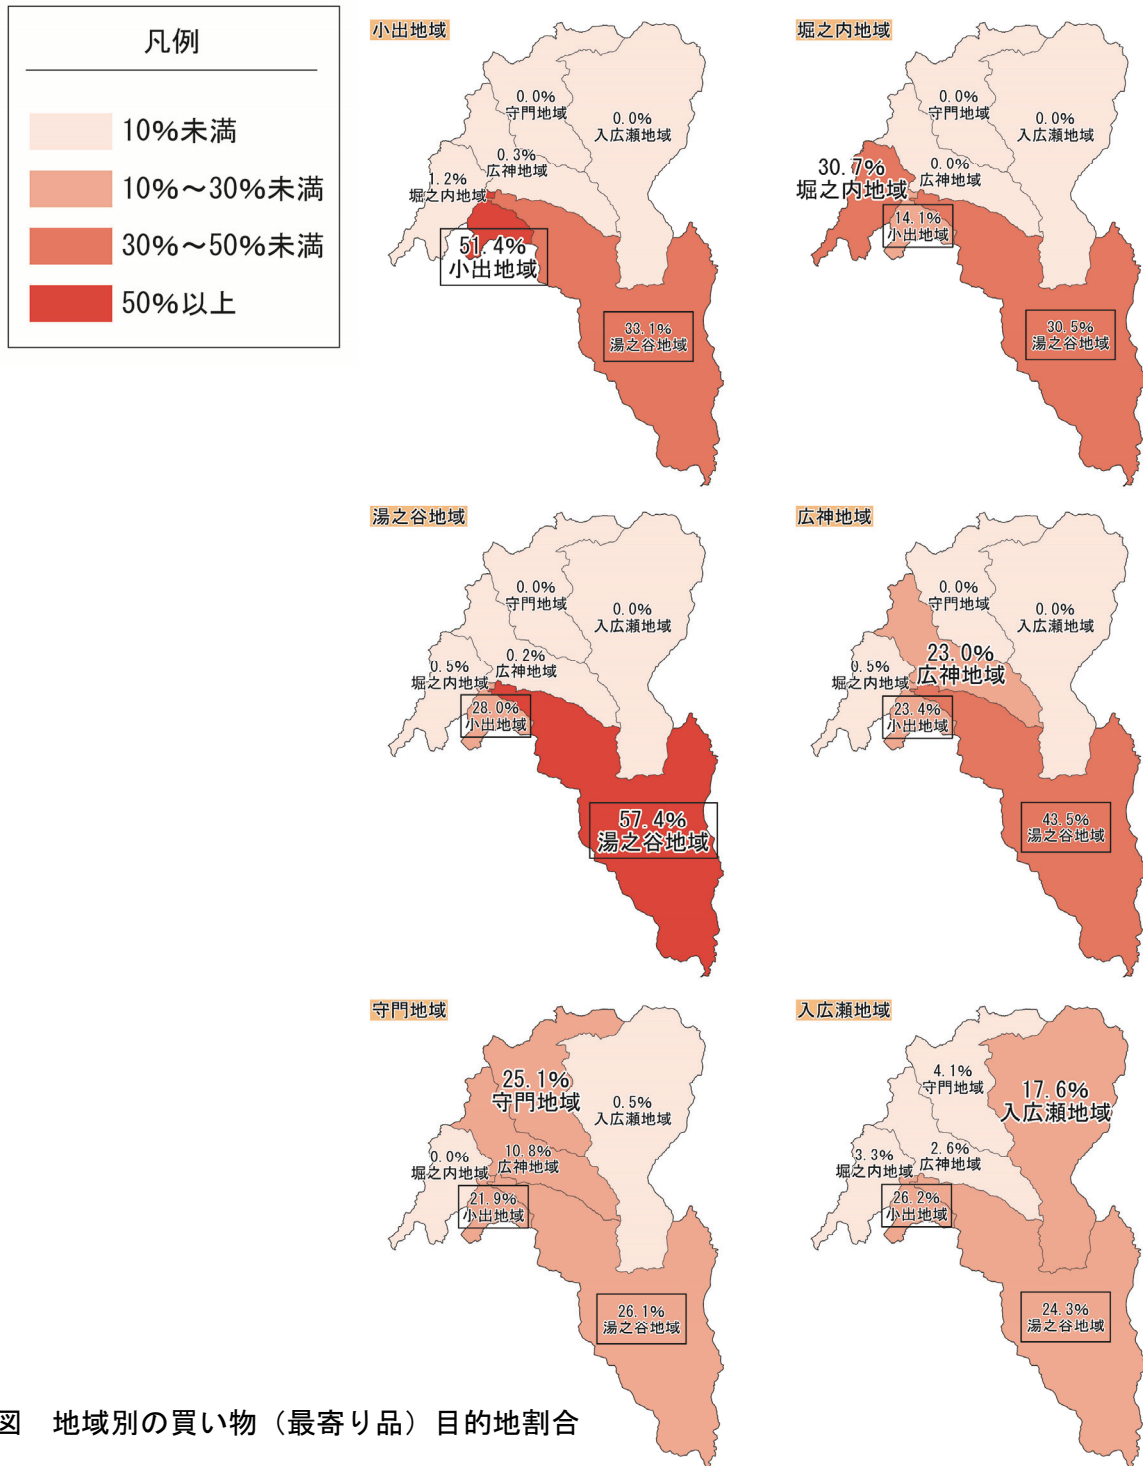 凡例
10%未満
10%～30%未満
30%～50%未満
50%以上
小出地域
0.0%
守門地域
0.0%
入広瀬地域
0.3%
広神地域
1.2%
堀之内地域
51.4%
小出地域
33.1%
湯之谷地域
堀之内地域
0.0%
守門地域
0.0%
入広瀬地域
30.7%
堀之内地域
0.0%
広神地域
14.1%
小出地域
30.5%
湯之谷地域
湯之谷地域
0.0%
守門地域
0.0%
入広瀬地域
0.5%
堀之内地域
0.2%
広神地域
28.0%
小出地域
57.4%
湯之谷地域
広神地域
0.0%
守門地域
0.0%
入広瀬地域
0.5%
堀之内地域
23.0%
広神地域
23.4%
小出地域
43.5%
湯之谷地域
守門地域
25.1%
守門地域
0.5%
入広瀬地域
0.0%
堀之内地域
10.8%
広神地域
21.9%
小出地域
26.1%
湯之谷地域
入広瀬地域
4.1%
守門地域
17.6%
入広瀬地域
3.3%
堀之内地域
2.6%
広神地域
26.2%
小出地域
24.3%
湯之谷地域
図　地域別の買い物（最寄り品）目的地割合